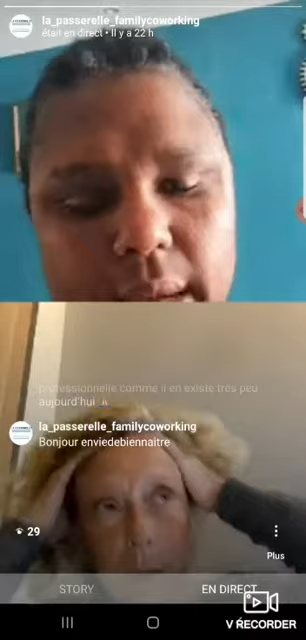 la_passerelle_familycoworking
était en direct • Il y a 22 h
professionnelle comme il en existe très peu
aujourd'hui
la_passerelle_familycoworking
Bonjour enviedebiennaitre
29
Plus
STORY
EN DIRECT
V RECORDER